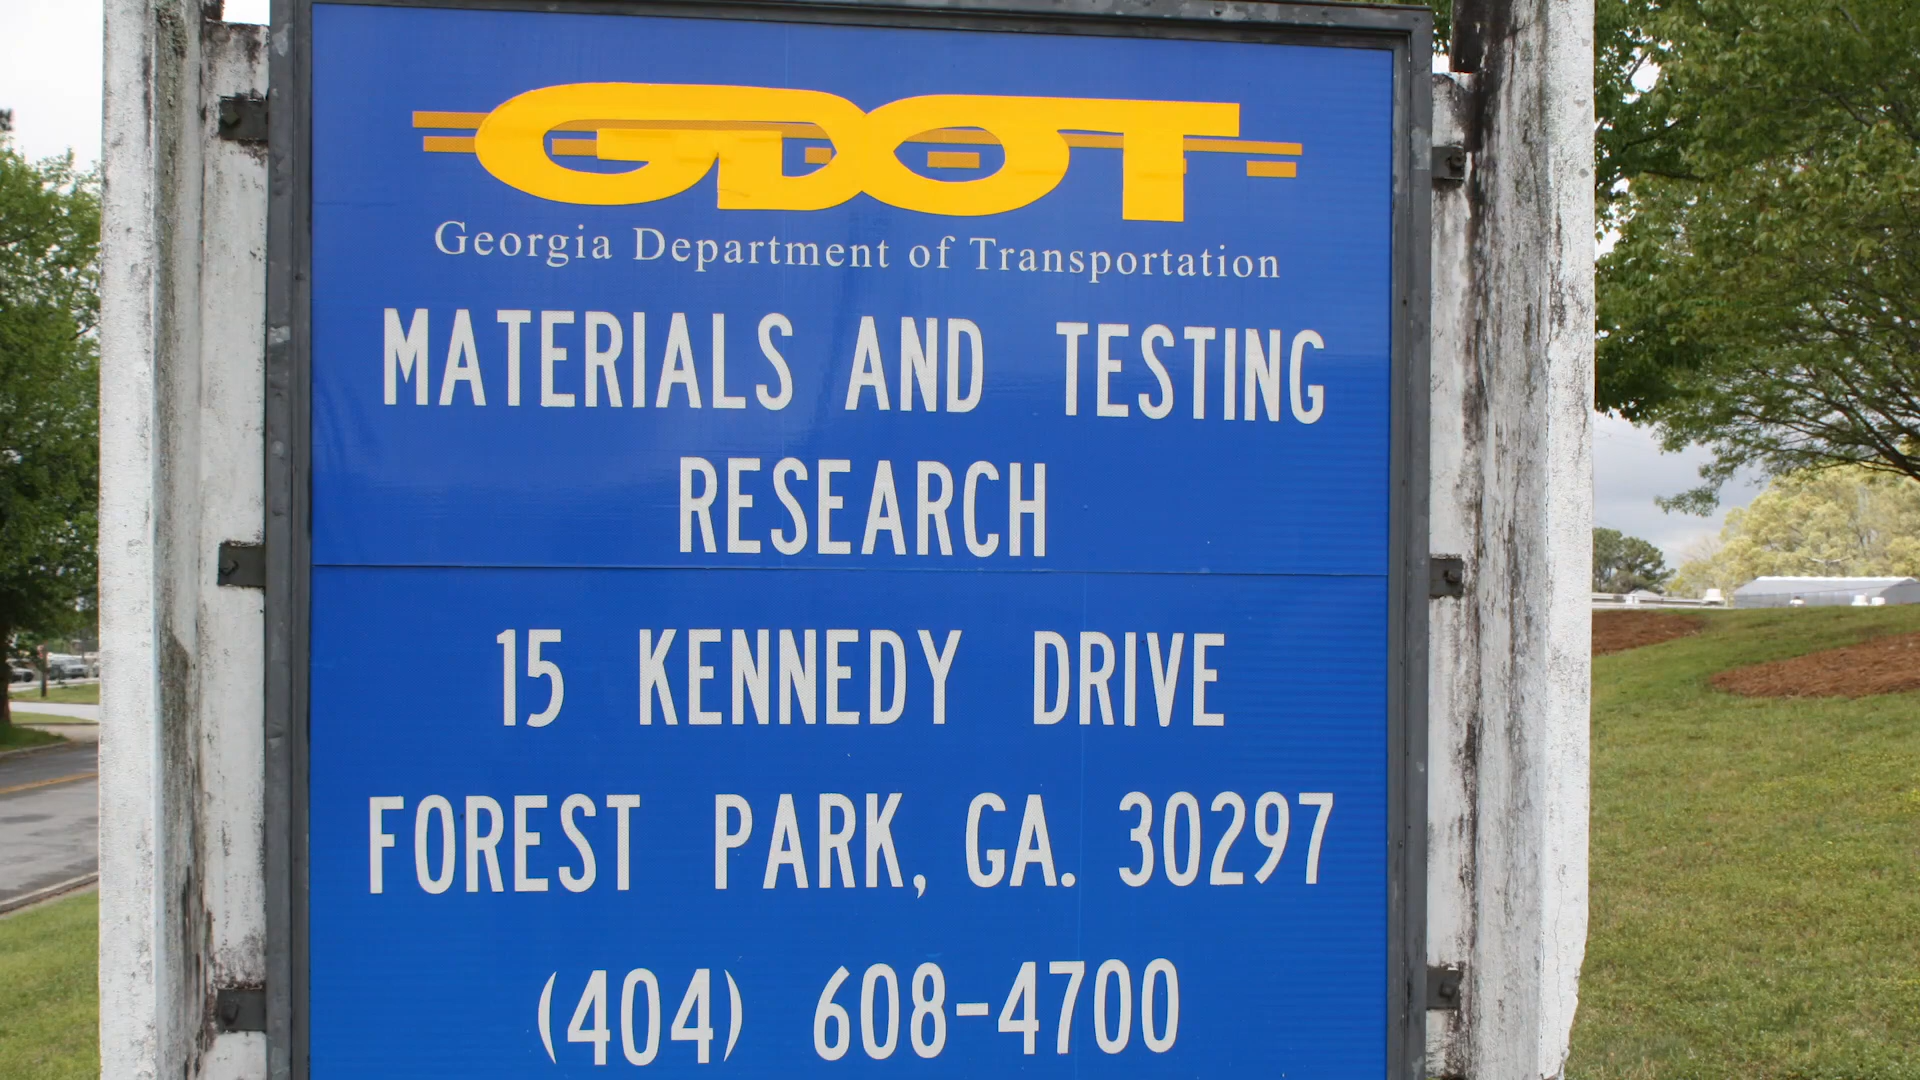 GDOT
Georgia Department of Transportation
MATERIALS AND TESTING
RESEARCH
15 KENNEDY DRIVE
FOREST PARK, GA. 30297
(404) 608-4700